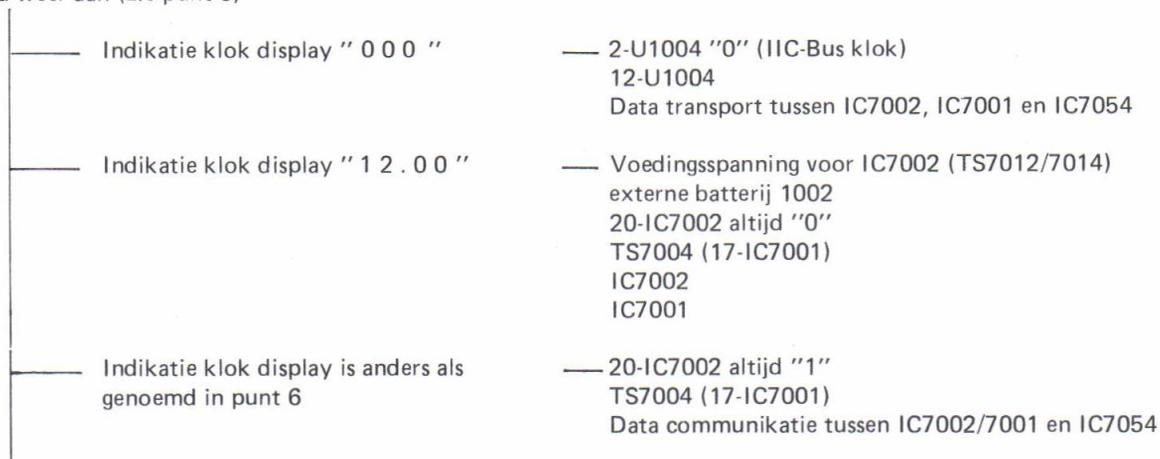 Indikatie klok display "0 0 0"
2-U1004 "0" (IIC-Bus klok)
12-U1004
Data transport tussen IC7002, IC7001 en IC7054
Indikatie klok display "1 2 . 0 0"
Voedingsspanning voor IC7002 (TS7012/7014)
externe batterij 1002
20-IC7002 altijd "0"
TS7004 (17-IC7001)
IC7002
IC7001
Indikatie klok display is anders als
genoemd in punt 6
20-IC7002 altijd "1"
TS7004 (17-IC7001)
Data communikatie tussen IC7002/7001 en IC7054